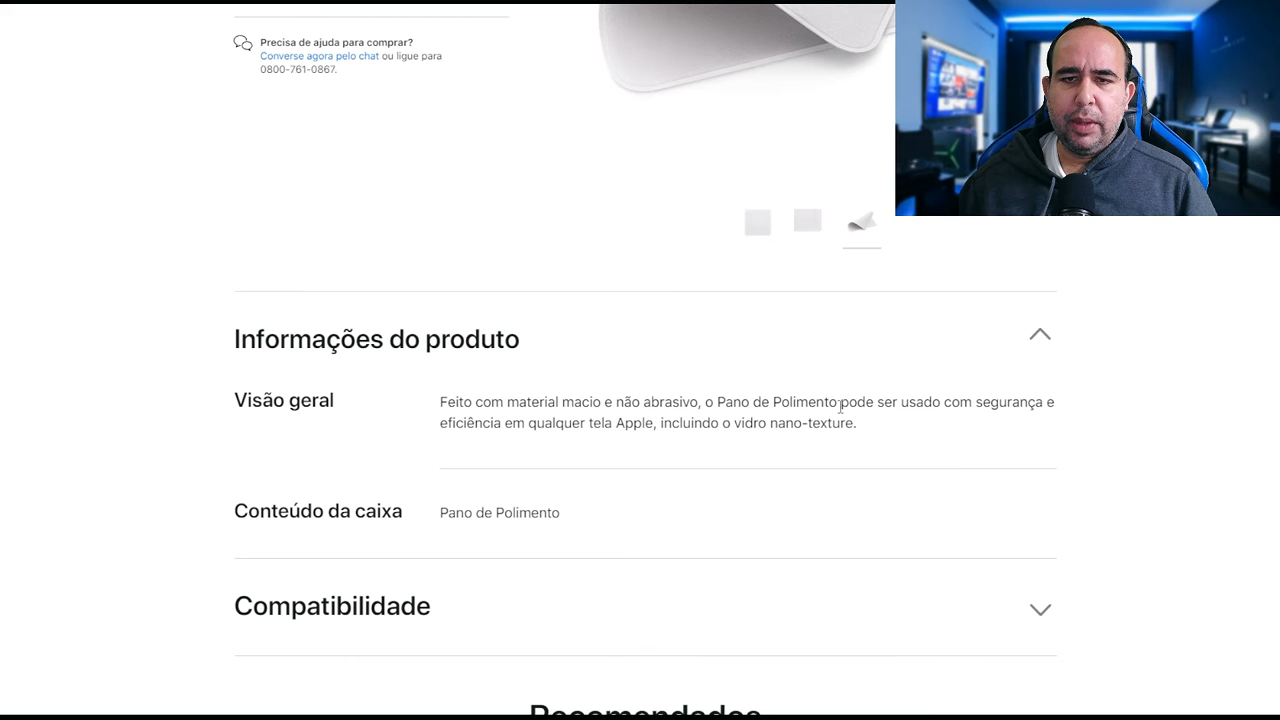 Precisa de ajuda para comprar?
Converse agora pelo chat ou ligue para
0800-761-0867.
Informações do produto
Visão geral
Feito com material macio e não abrasivo, o Pano de Polimento pode ser usado com segurança e
eficiência em qualquer tela Apple, incluindo o vidro nano-texture.
Conteúdo da caixa
Pano de Polimento
Compatibilidade
Recomendados